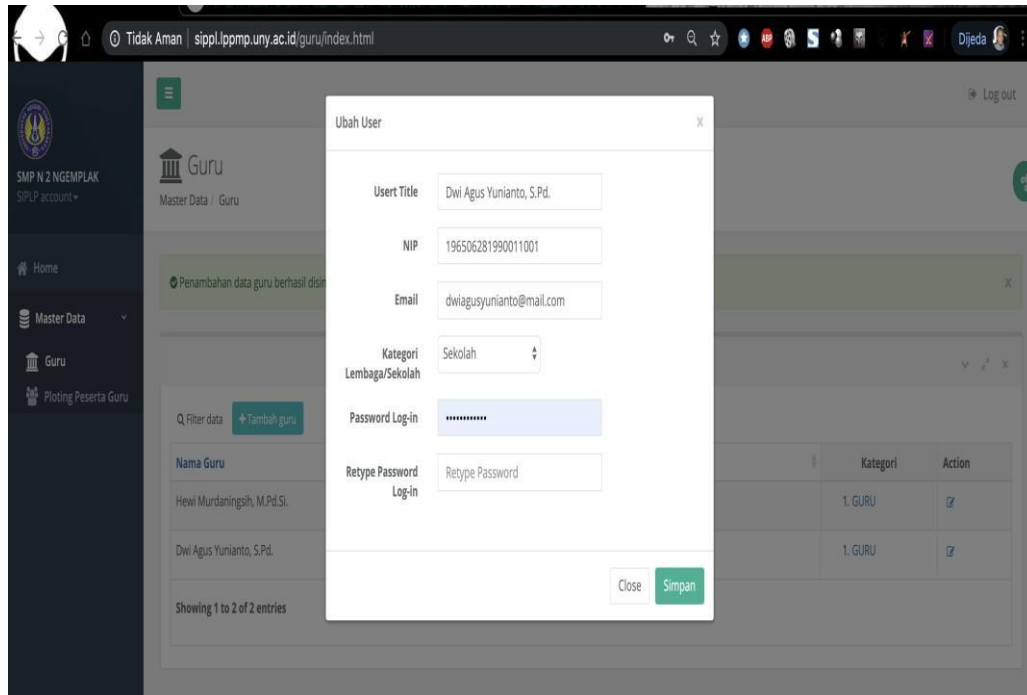 Tidak Aman | sippl.lppmp.uny.ac.id/guru/index.html
ABP
S
Dijeda
Log out
SMP N 2 NGEMPLAK
SIPLP account
Home
Master Data
Guru
Ploting Peserta Guru
Guru
Master Data / Guru
Penambahan data guru berhasil
X
Filter data
+Tambah guru
Nama Guru
Kategori
Action
Hewi Murdaningsih, M.Pd.Si.
1. GURU
Dwi Agus Yunianto, S.Pd.
1. GURU
Showing 1 to 2 of 2 entries
Ubah User
X
Usert Title
Dwi Agus Yunianto, S.Pd.
NIP
196506281990011001
Email
dwiagusyunianto@mail.com
Kategori
Lembaga/Sekolah
Sekolah
Password Log-in
••••••••••••
Retype Password
Log-in
Retype Password
Close
Simpan